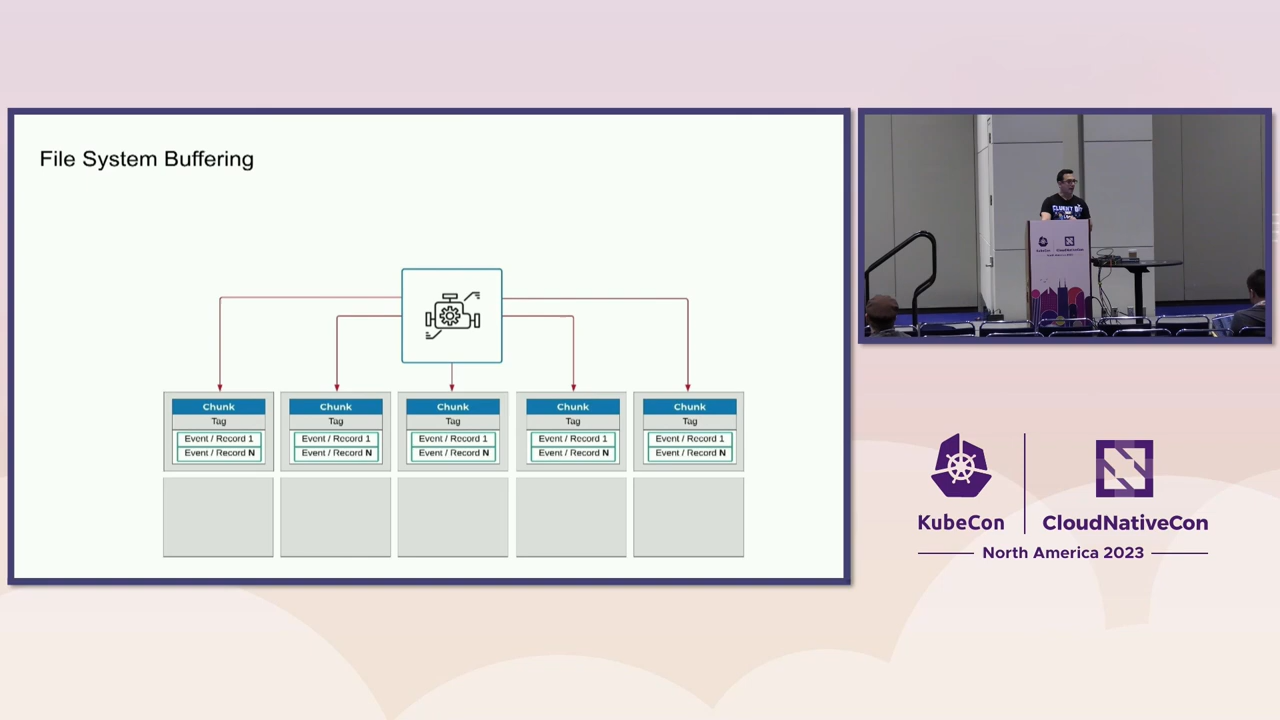 File System Buffering
Chunk
Tag
Event / Record 1
Event / Record N
Chunk
Tag
Event / Record 1
Event / Record N
Chunk
Tag
Event / Record 1
Event / Record N
Chunk
Tag
Event / Record 1
Event / Record N
Chunk
Tag
Event / Record 1
Event / Record N
KubeCon
CloudNativeCon
North America 2023